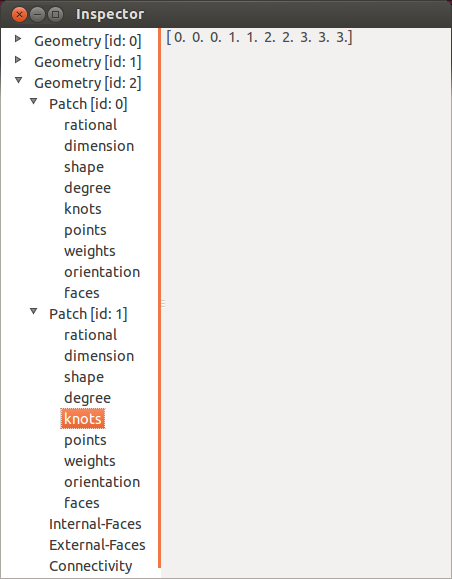 Inspector
Geometry [id: 0]
Geometry [id: 1]
Geometry [id: 2]
Patch [id: 0]
rational
dimension
shape
degree
knots
points
weights
orientation
faces
Patch [id: 1]
rational
dimension
shape
degree
knots
points
weights
orientation
faces
Internal-Faces
External-Faces
Connectivity
[ 0. 0. 0. 1. 1. 2. 2. 3. 3. 3.]